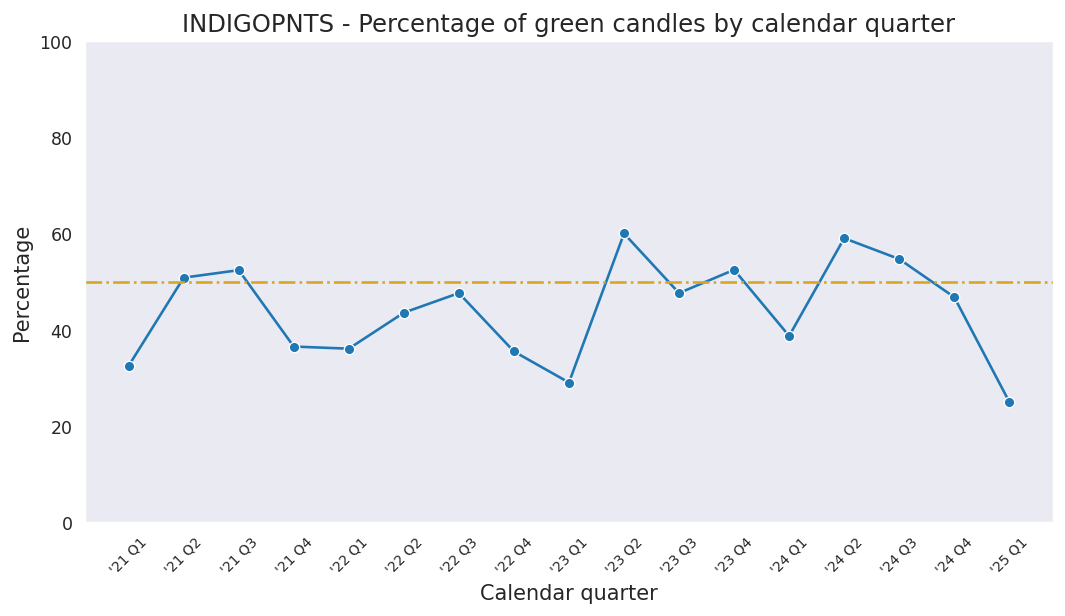 INDIGOPNTS - Percentage of green candles by calendar quarter
100
80
60
40
20
0
Percentage
'21 Q1
'21 Q2
'21 Q3
'21 Q4
'22 Q1
'22 Q2
'22 Q3
'22 Q4
'23 Q1
'23 Q2
'23 Q3
'23 Q4
'24 Q1
'24 Q2
'24 Q3
'24 Q4
'25 Q1
Calendar quarter